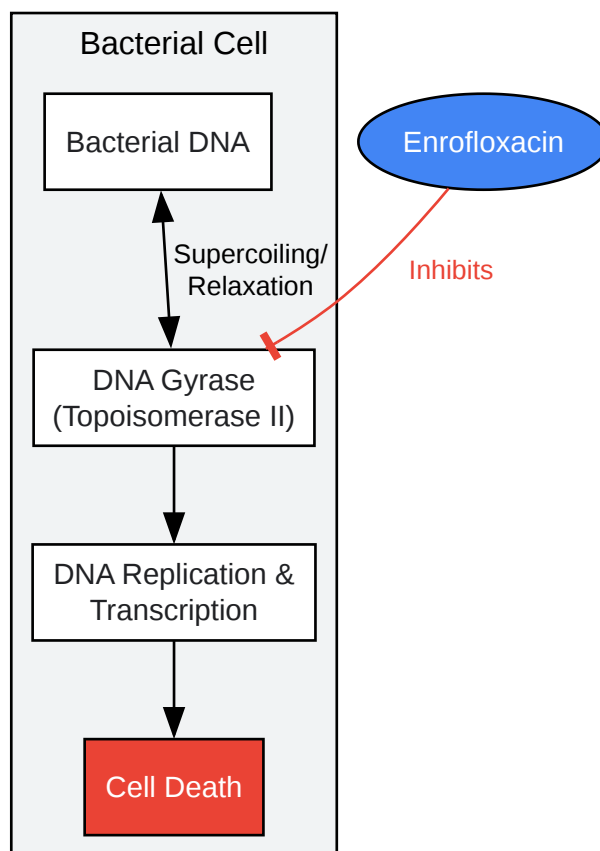 Bacterial Cell
Bacterial DNA
Enrofloxacin
Supercoiling/
Relaxation
Inhibits
DNA Gyrase
(Topoisomerase II)
DNA Replication &
Transcription
Cell Death